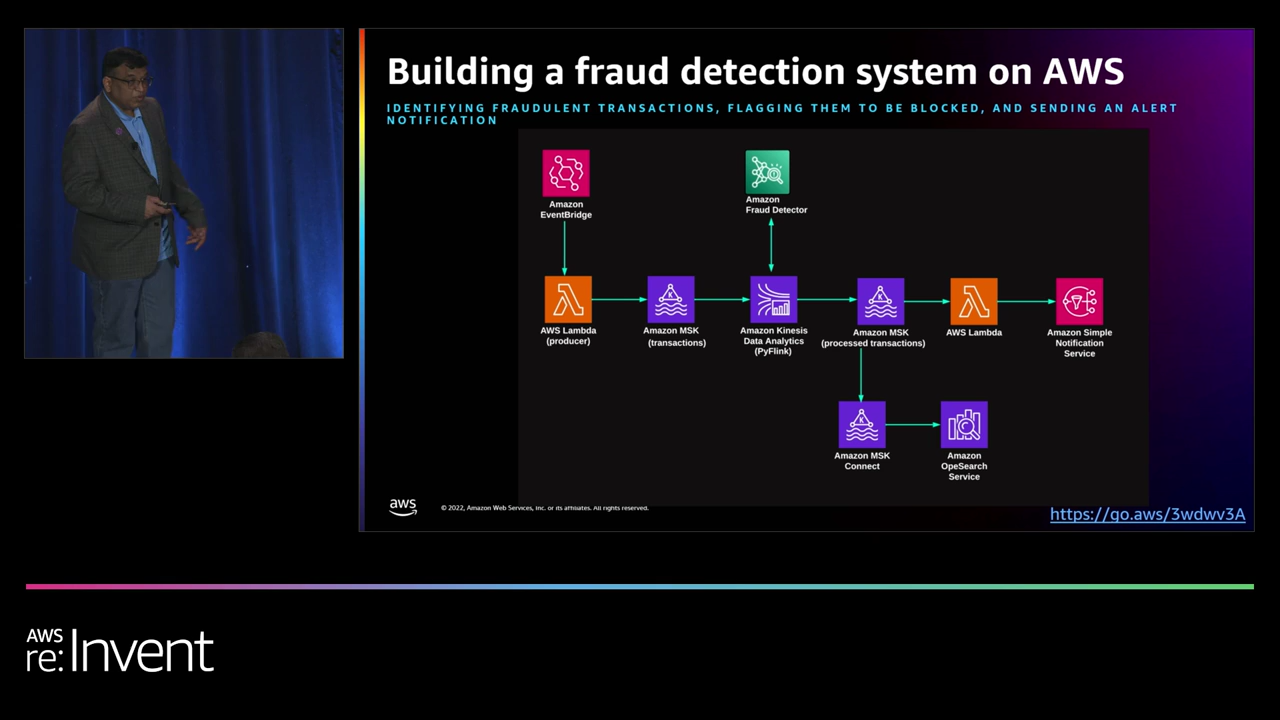 Building a fraud detection system on AWS
IDENTIFYING FRAUDULENT TRANSACTIONS, FLAGGING THEM TO BE BLOCKED, AND SENDING AN ALERT
NOTIFICATION
Amazon
EventBridge
Amazon
Fraud Detector
AWS Lambda
(producer)
Amazon MSK
(transactions)
Amazon Kinesis
Data Analytics
(PyFlink)
Amazon MSK
(processed transactions)
AWS Lambda
Amazon Simple
Notification
Service
Amazon MSK
Connect
Amazon
OpeSearch
Service
aws
© 2022, Amazon Web Services, Inc. or its affiliates. All rights reserved.
https://go.aws/3wdwv3A
AWS
re:Invent